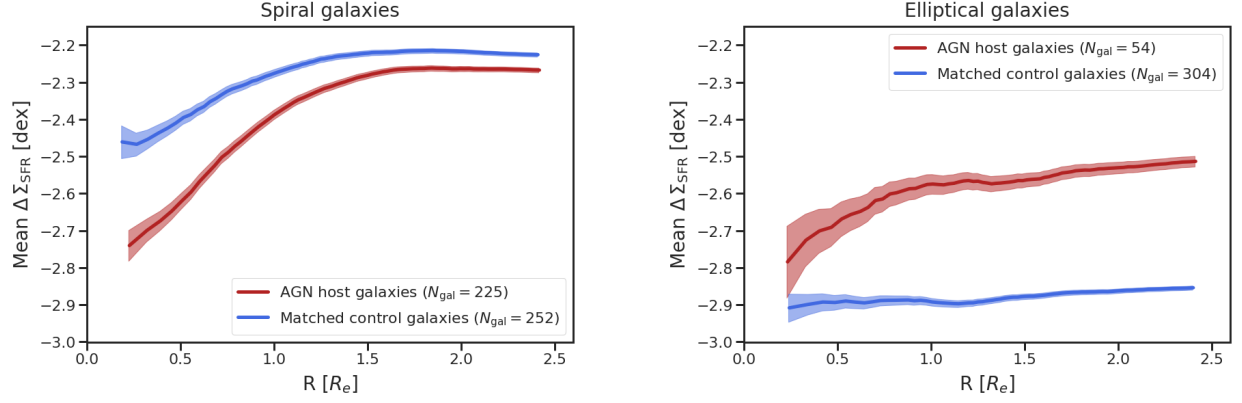 Spiral galaxies
Mean Δ Σ_SFR [dex]
−2.2
−2.3
−2.4
−2.5
−2.6
−2.7
−2.8
−2.9
−3.0
AGN host galaxies (N_gal = 225)
Matched control galaxies (N_gal = 252)
0.0 0.5 1.0 1.5 2.0 2.5
R [R_e]
Elliptical galaxies
Mean Δ Σ_SFR [dex]
−2.2
−2.3
−2.4
−2.5
−2.6
−2.7
−2.8
−2.9
−3.0
AGN host galaxies (N_gal = 54)
Matched control galaxies (N_gal = 304)
0.0 0.5 1.0 1.5 2.0 2.5
R [R_e]